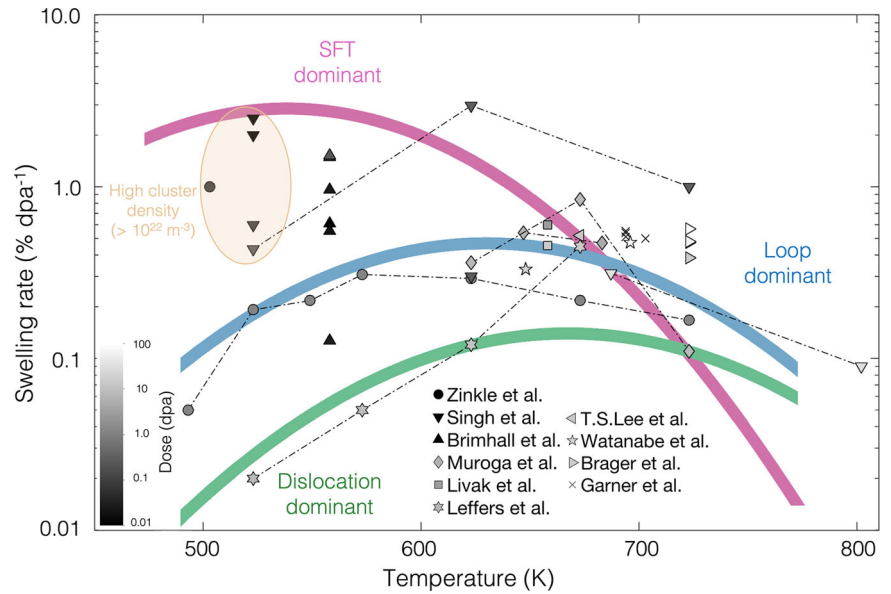 10.0
1.0
0.1
0.01
Swelling rate (% dpa-1)
SFT
dominant
High cluster
density
(> 10²² m⁻³)
Loop
dominant
100
10
1.0
0.1
0.01
Dose (dpa)
Dislocation
dominant
Zinkle et al.
Singh et al.
Brimhall et al.
Muroga et al.
Livak et al.
Leffers et al.
T.S.Lee et al.
Watanabe et al.
Brager et al.
Garner et al.
500
600
700
800
Temperature (K)